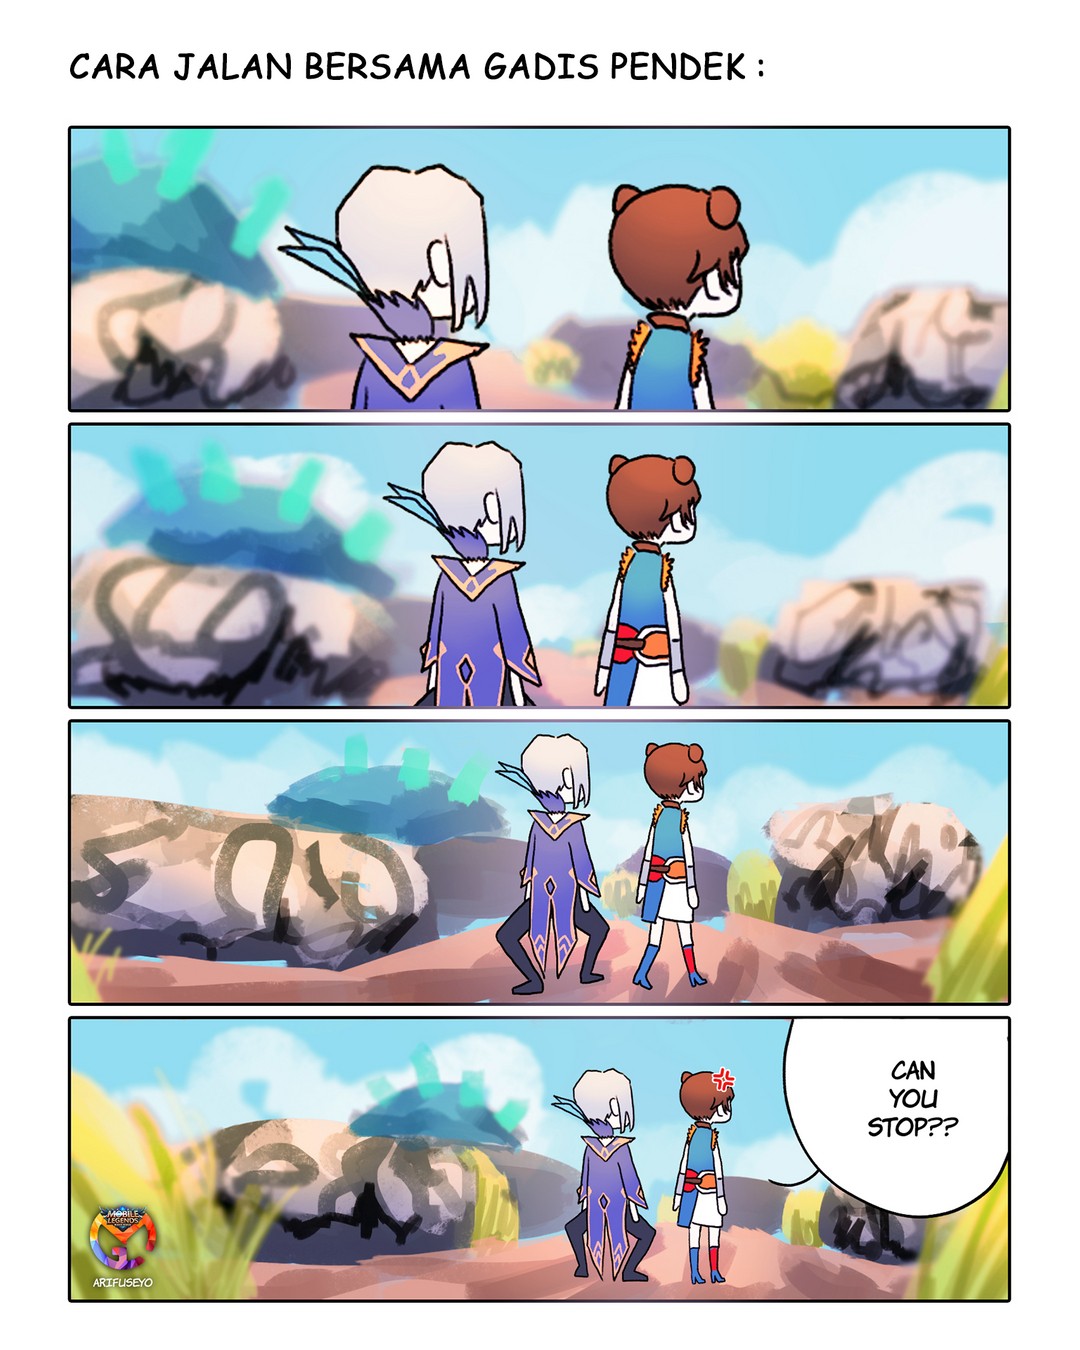 CARA JALAN BERSAMA GADIS PENDEK :
CAN
YOU
STOP??
MOBILE
LEGENDS
ARIFUSEYO